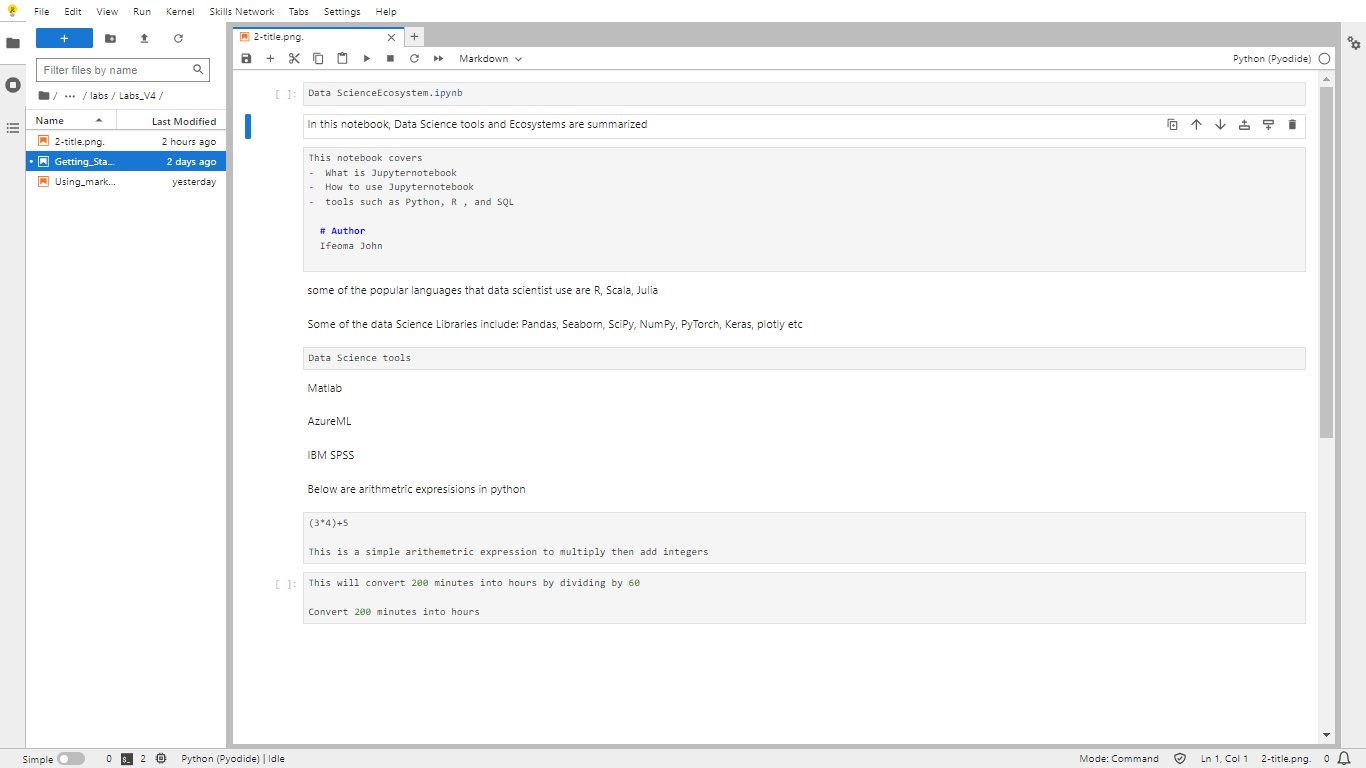 File Edit View Run Kernel Skills Network Tabs Settings Help
+
Filter files by name
/ ··· / labs / Labs_V4 /
Name Last Modified
2-title.png. 2 hours ago
Getting_Sta... 2 days ago
Using_mark... yesterday
2-title.png. × +
Markdown
Python (Pyodide)
[ ]: Data ScienceEcosystem.ipynb
In this notebook, Data Science tools and Ecosystems are summarized
This notebook covers
- What is Jupyternotebook
- How to use Jupyternotebook
- tools such as Python, R , and SQL
# Author
Ifeoma John
some of the popular languages that data scientist use are R, Scala, Julia
Some of the data Science Libraries include: Pandas, Seaborn, SciPy, NumPy, PyTorch, Keras, plotly etc
Data Science tools
Matlab
AzureML
IBM SPSS
Below are arithmetric expresisions in python
(3*4)+5
This is a simple arithemetric expression to multiply then add integers
[ ]: This will convert 200 minutes into hours by dividing by 60
Convert 200 minutes into hours
Simple 0 2 Python (Pyodide) | Idle Mode: Command Ln 1, Col 1 2-title.png. 0